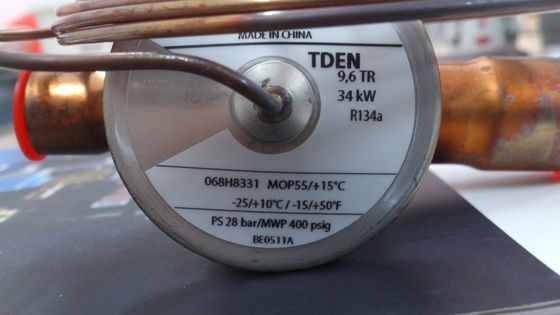 MADE IN CHINA
TDEN
9,6 TR
34 kW
R134a
068H8331 MOP55/+15°C
-25/+10°C / -15/+50°F
PS 28 bar/MWP 400 psig
BE0511A